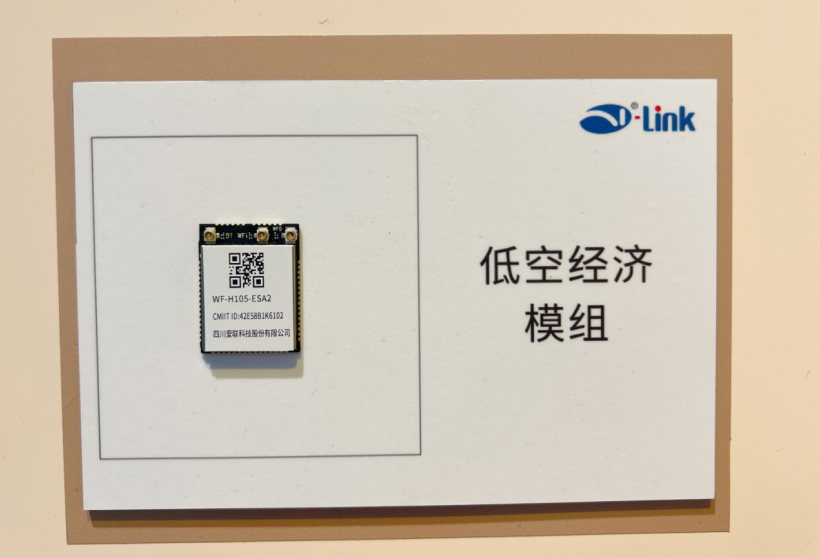 ®-Link
WF-H105-ESA2
CMIIT ID:42E58B1K6102
四川爱联科技股份有限公司
低空经济
模组